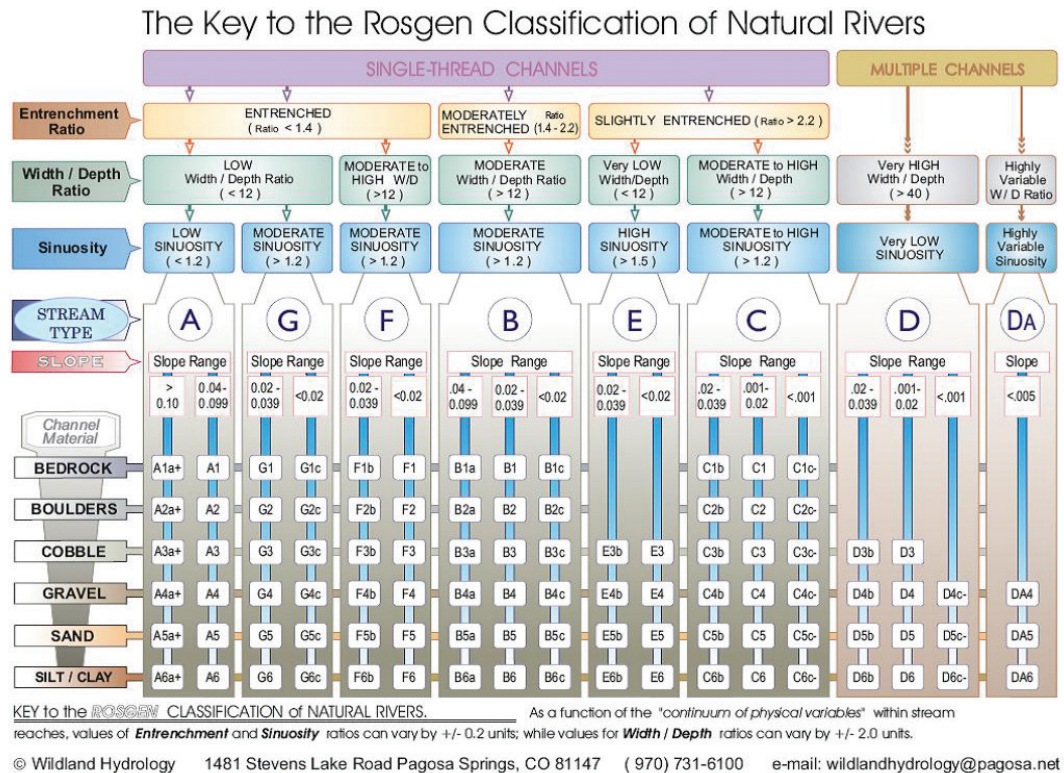 The Key to the Rosgen Classification of Natural Rivers
SINGLE-THREAD CHANNELS
MULTIPLE CHANNELS
Entrenchment
Ratio
ENTRENCHED
( Ratio < 1.4 )
MODERATELY Ratio
ENTRENCHED (1.4 - 2.2)
SLIGHTLY ENTRENCHED ( Ratio > 2.2 )
Width / Depth
Ratio
LOW
Width / Depth Ratio
( < 12 )
MODERATE to
HIGH W/D
( >12 )
MODERATE
Width / Depth Ratio
( > 12 )
Very LOW
Width/Depth
( < 12 )
MODERATE to HIGH
Width / Depth
( > 12 )
Very HIGH
Width / Depth
( > 40 )
Highly
Variable
W / D Ratio
Sinuosity
LOW
SINUOSITY
( < 1.2 )
MODERATE
SINUOSITY
( > 1.2 )
MODERATE
SINUOSITY
( > 1.2 )
MODERATE
SINUOSITY
( > 1.2 )
HIGH
SINUOSITY
( > 1.5 )
MODERATE to HIGH
SINUOSITY
( > 1.2 )
Very LOW
SINUOSITY
Highly
Variable
Sinuosity
STREAM
TYPE
A G F B E C D DA
SLOPE
Slope Range Slope Range Slope Range Slope Range Slope Range Slope Range Slope Range Slope
> 0.10 0.04-0.099 0.02-0.039 <0.02 0.02-0.039 <0.02 .04-0.099 0.02-0.039 <0.02 0.02-0.039 <0.02 .02-0.039 .001-0.02 <.001 .02-0.039 .001-0.02 <.001 <.005
Channel
Material
BEDROCK A1a+ A1 G1 G1c F1b F1 B1a B1 B1c C1b C1 C1c-
BOULDERS A2a+ A2 G2 G2c F2b F2 B2a B2 B2c C2b C2 C2c-
COBBLE A3a+ A3 G3 G3c F3b F3 B3a B3 B3c E3b E3 C3b C3 C3c- D3b D3
GRAVEL A4a+ A4 G4 G4c F4b F4 B4a B4 B4c E4b E4 C4b C4 C4c- D4b D4 D4c- DA4
SAND A5a+ A5 G5 G5c F5b F5 B5a B5 B5c E5b E5 C5b C5 C5c- D5b D5 D5c- DA5
SILT / CLAY A6a+ A6 G6 G6c F6b F6 B6a B6 B6c E6b E6 C6b C6 C6c- D6b D6 D6c- DA6
KEY to the ROSGEN CLASSIFICATION OF NATURAL RIVERS. As a function of the "continuum of physical variables" within stream
reaches, values of Entrenchment and Sinuosity ratios can vary by +/- 0.2 units; while values for Width / Depth ratios can vary by +/- 2.0 units.
© Wildland Hydrology 1481 Stevens Lake Road Pagosa Springs, CO 81147 ( 970) 731-6100 e-mail: wildlandhydrology@pagosa.net